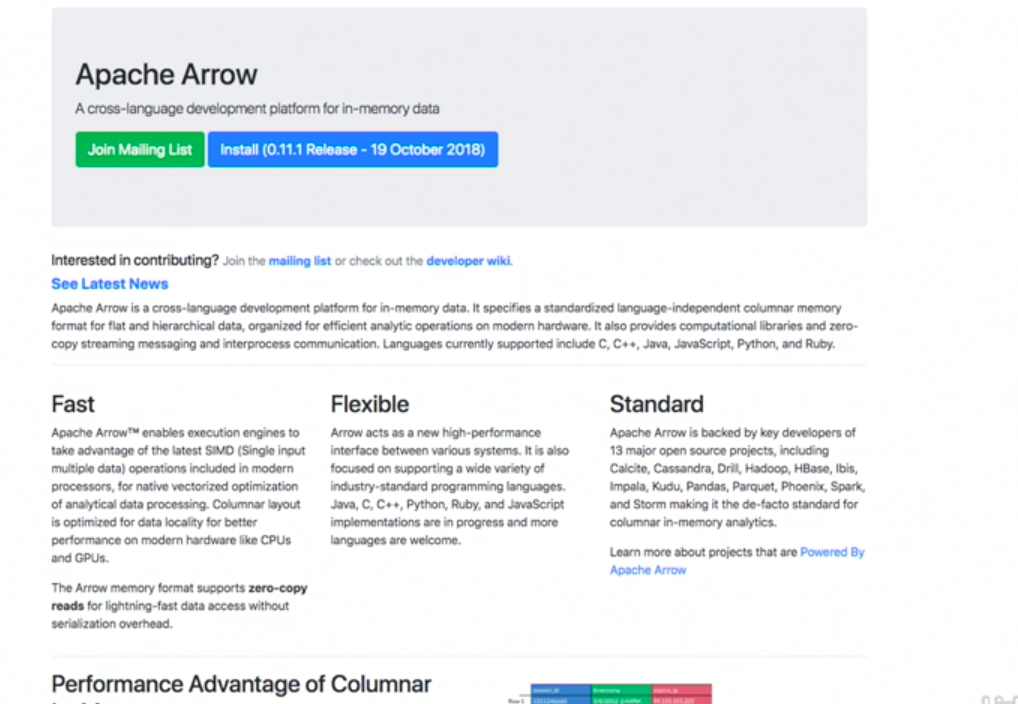 Apache Arrow
A cross-language development platform for in-memory data
Join Mailing List Install (0.11.1 Release - 19 October 2018)
Interested in contributing? Join the mailing list or check out the developer wiki.
See Latest News
Apache Arrow is a cross-language development platform for in-memory data. It specifies a standardized language-independent columnar memory
format for flat and hierarchical data, organized for efficient analytic operations on modern hardware. It also provides computational libraries and zero-
copy streaming messaging and interprocess communication. Languages currently supported include C, C++, Java, JavaScript, Python, and Ruby.
Fast
Apache Arrow™ enables execution engines to
take advantage of the latest SIMD (Single input
multiple data) operations included in modern
processors, for native vectorized optimization
of analytical data processing. Columnar layout
is optimized for data locality for better
performance on modern hardware like CPUs
and GPUs.
The Arrow memory format supports zero-copy
reads for lightning-fast data access without
serialization overhead.
Flexible
Arrow acts as a new high-performance
interface between various systems. It is also
focused on supporting a wide variety of
industry-standard programming languages.
Java, C, C++, Python, Ruby, and JavaScript
implementations are in progress and more
languages are welcome.
Standard
Apache Arrow is backed by key developers of
13 major open source projects, including
Calcite, Cassandra, Drill, Hadoop, HBase, Ibis,
Impala, Kudu, Pandas, Parquet, Phoenix, Spark,
and Storm making it the de-facto standard for
columnar in-memory analytics.
Learn more about projects that are Powered By
Apache Arrow
Performance Advantage of Columnar
session_id timestamp source_ip
Row 1